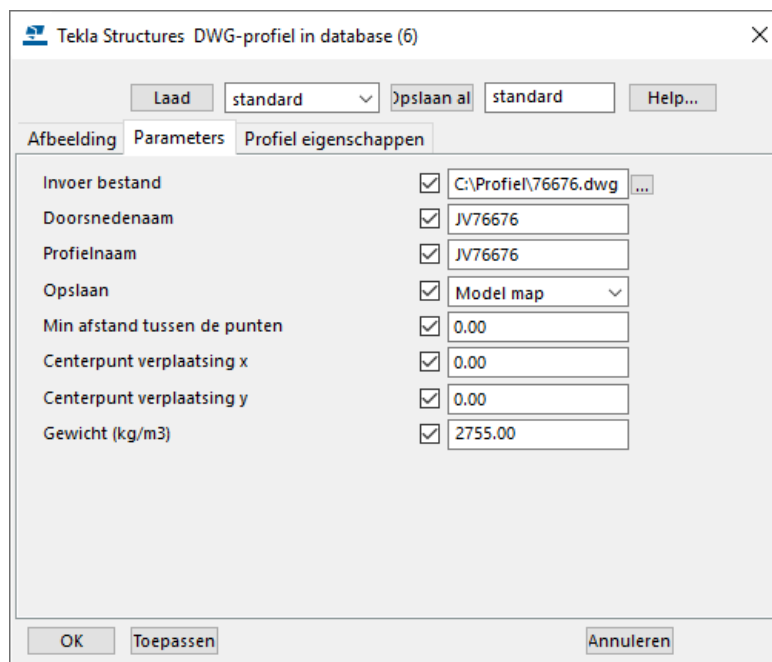 Tekla Structures DWG-profiel in database (6)
Laad standard Opslaan al standard Help...
Afbeelding Parameters Profiel eigenschappen
Invoer bestand C:\Profiel\76676.dwg ...
Doorsnedenaam JV76676
Profielnaam JV76676
Opslaan Model map
Min afstand tussen de punten 0.00
Centerpunt verplaatsing x 0.00
Centerpunt verplaatsing y 0.00
Gewicht (kg/m3) 2755.00
OK Toepassen Annuleren